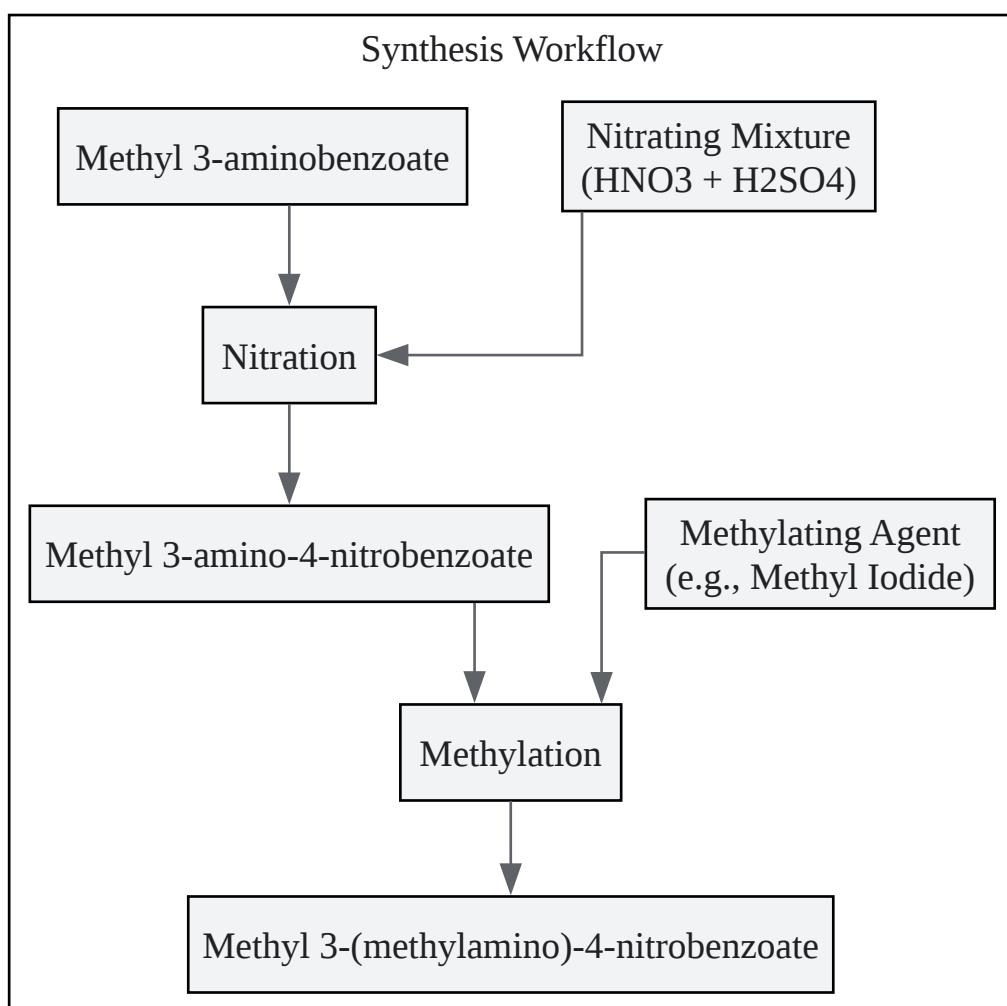 Synthesis Workflow
Methyl 3-aminobenzoate
Nitrating Mixture
(HNO3 + H2SO4)
Nitration
Methyl 3-amino-4-nitrobenzoate
Methylating Agent
(e.g., Methyl Iodide)
Methylation
Methyl 3-(methylamino)-4-nitrobenzoate